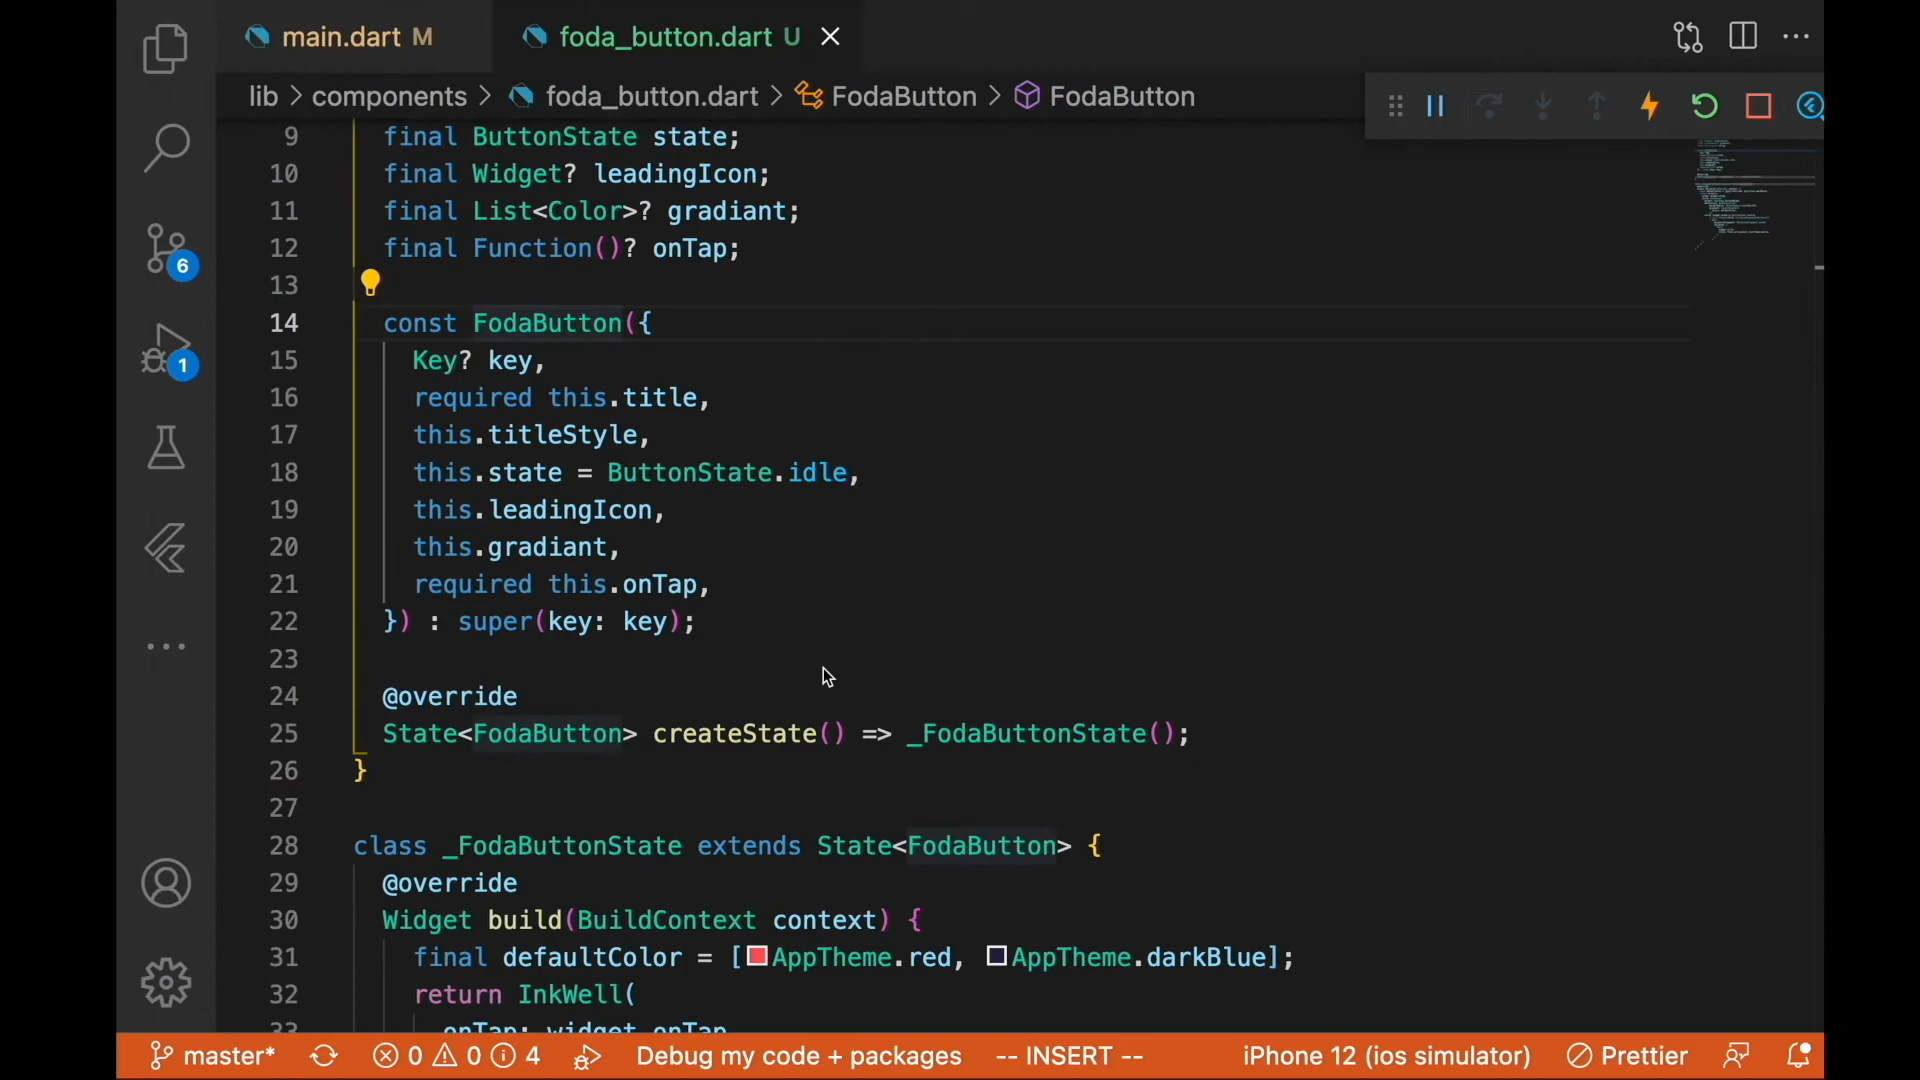 main.dart M
foda_button.dart U
lib > components > foda_button.dart > FodaButton > FodaButton
9 final ButtonState state;
10 final Widget? leadingIcon;
11 final List<Color>? gradiant;
12 final Function()? onTap;
13
14 const FodaButton({
15 Key? key,
16 required this.title,
17 this.titleStyle,
18 this.state = ButtonState.idle,
19 this.leadingIcon,
20 this.gradiant,
21 required this.onTap,
22 }) : super(key: key);
23
24 @override
25 State<FodaButton> createState() => _FodaButtonState();
26 }
27
28 class _FodaButtonState extends State<FodaButton> {
29 @override
30 Widget build(BuildContext context) {
31 final defaultColor = [AppTheme.red, AppTheme.darkBlue];
32 return InkWell(
33 onTap: widget.onTap
6
1
master* 0 0 4 Debug my code + packages -- INSERT -- iPhone 12 (ios simulator) Prettier